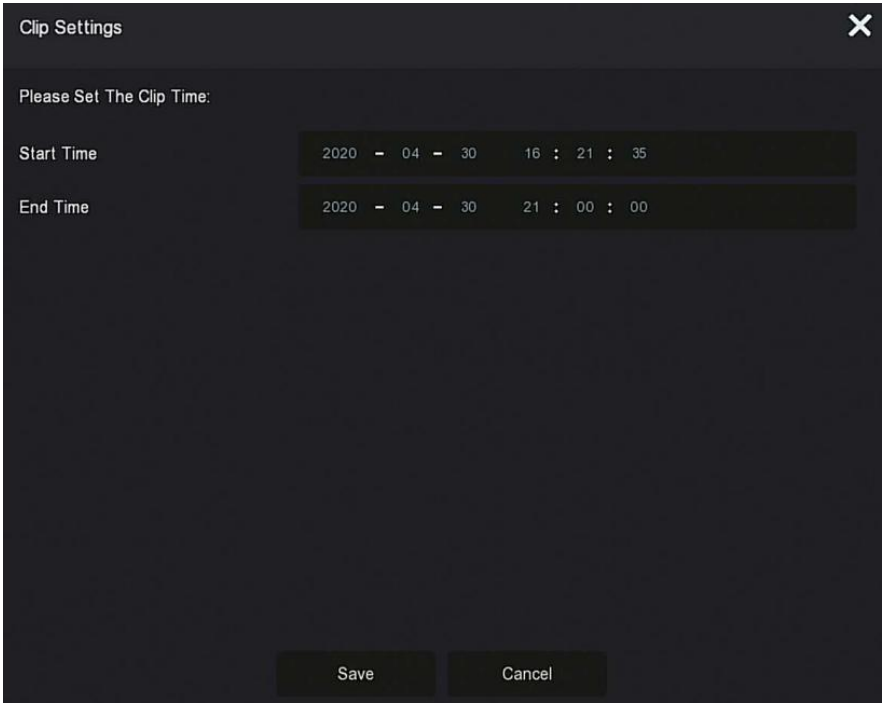 Clip Settings
Please Set The Clip Time:
Start Time 2020 - 04 - 30 16 : 21 : 35
End Time 2020 - 04 - 30 21 : 00 : 00
Save Cancel